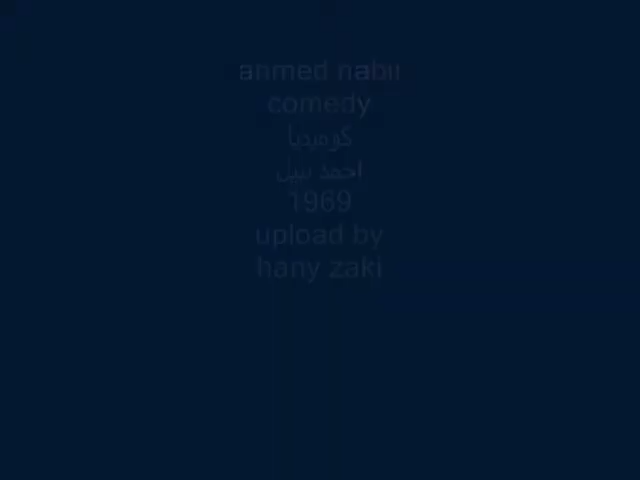 ahmed nabil
comedy
كوميديا
احمد نبيل
1969
upload by
hany zaki